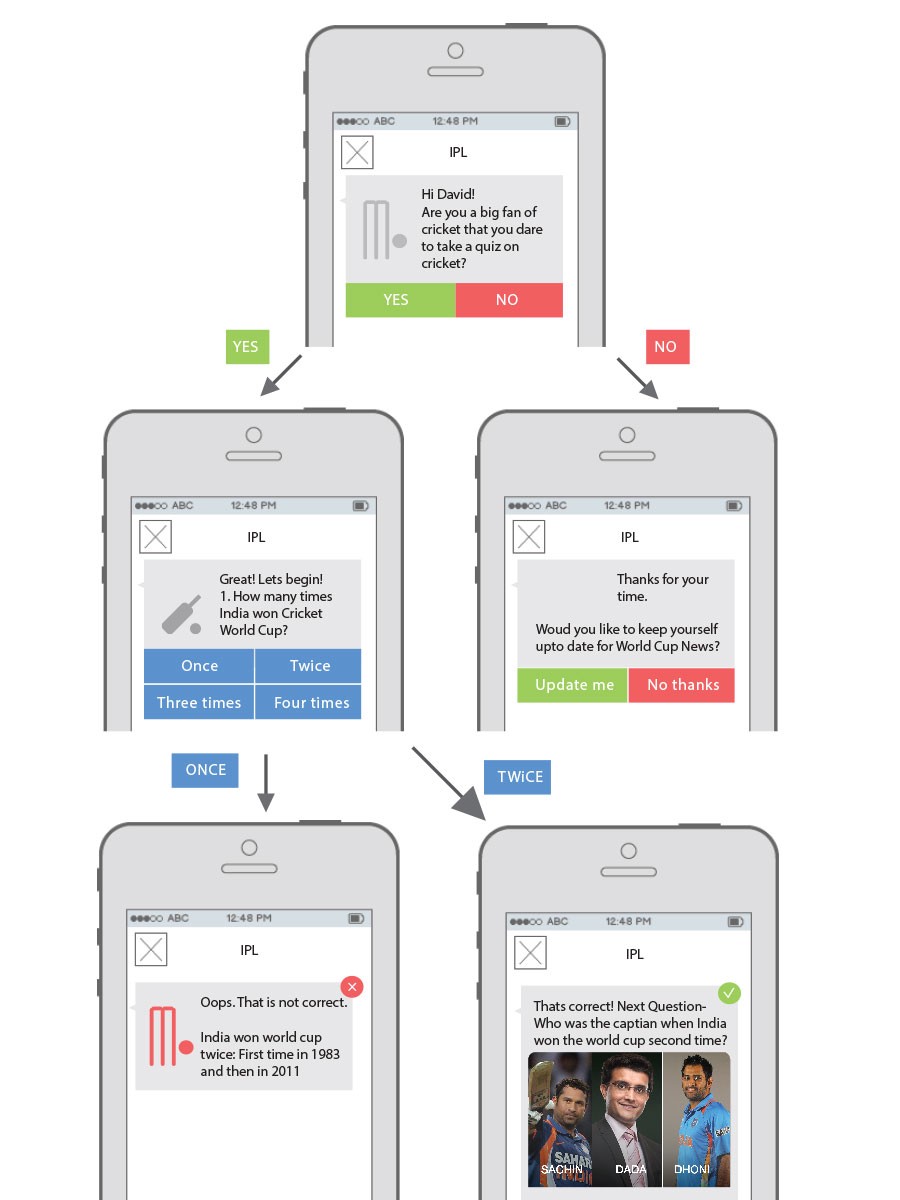 ABC 12:48 PM
IPL
Hi David!
Are you a big fan of
cricket that you dare
to take a quiz on
cricket?
YES NO
YES
NO
ABC 12:48 PM
IPL
Great! Lets begin!
1. How many times
India won Cricket
World Cup?
Once Twice
Three times Four times
ABC 12:48 PM
IPL
Thanks for your
time.
Woud you like to keep yourself
upto date for World Cup News?
Update me No thanks
ONCE
TWiCE
ABC 12:48 PM
IPL
Oops. That is not correct.
India won world cup
twice: First time in 1983
and then in 2011
ABC 12:48 PM
IPL
Thats correct! Next Question-
Who was the captian when India
won the world cup second time?
SAHARA
SACHIN DADA DHONI